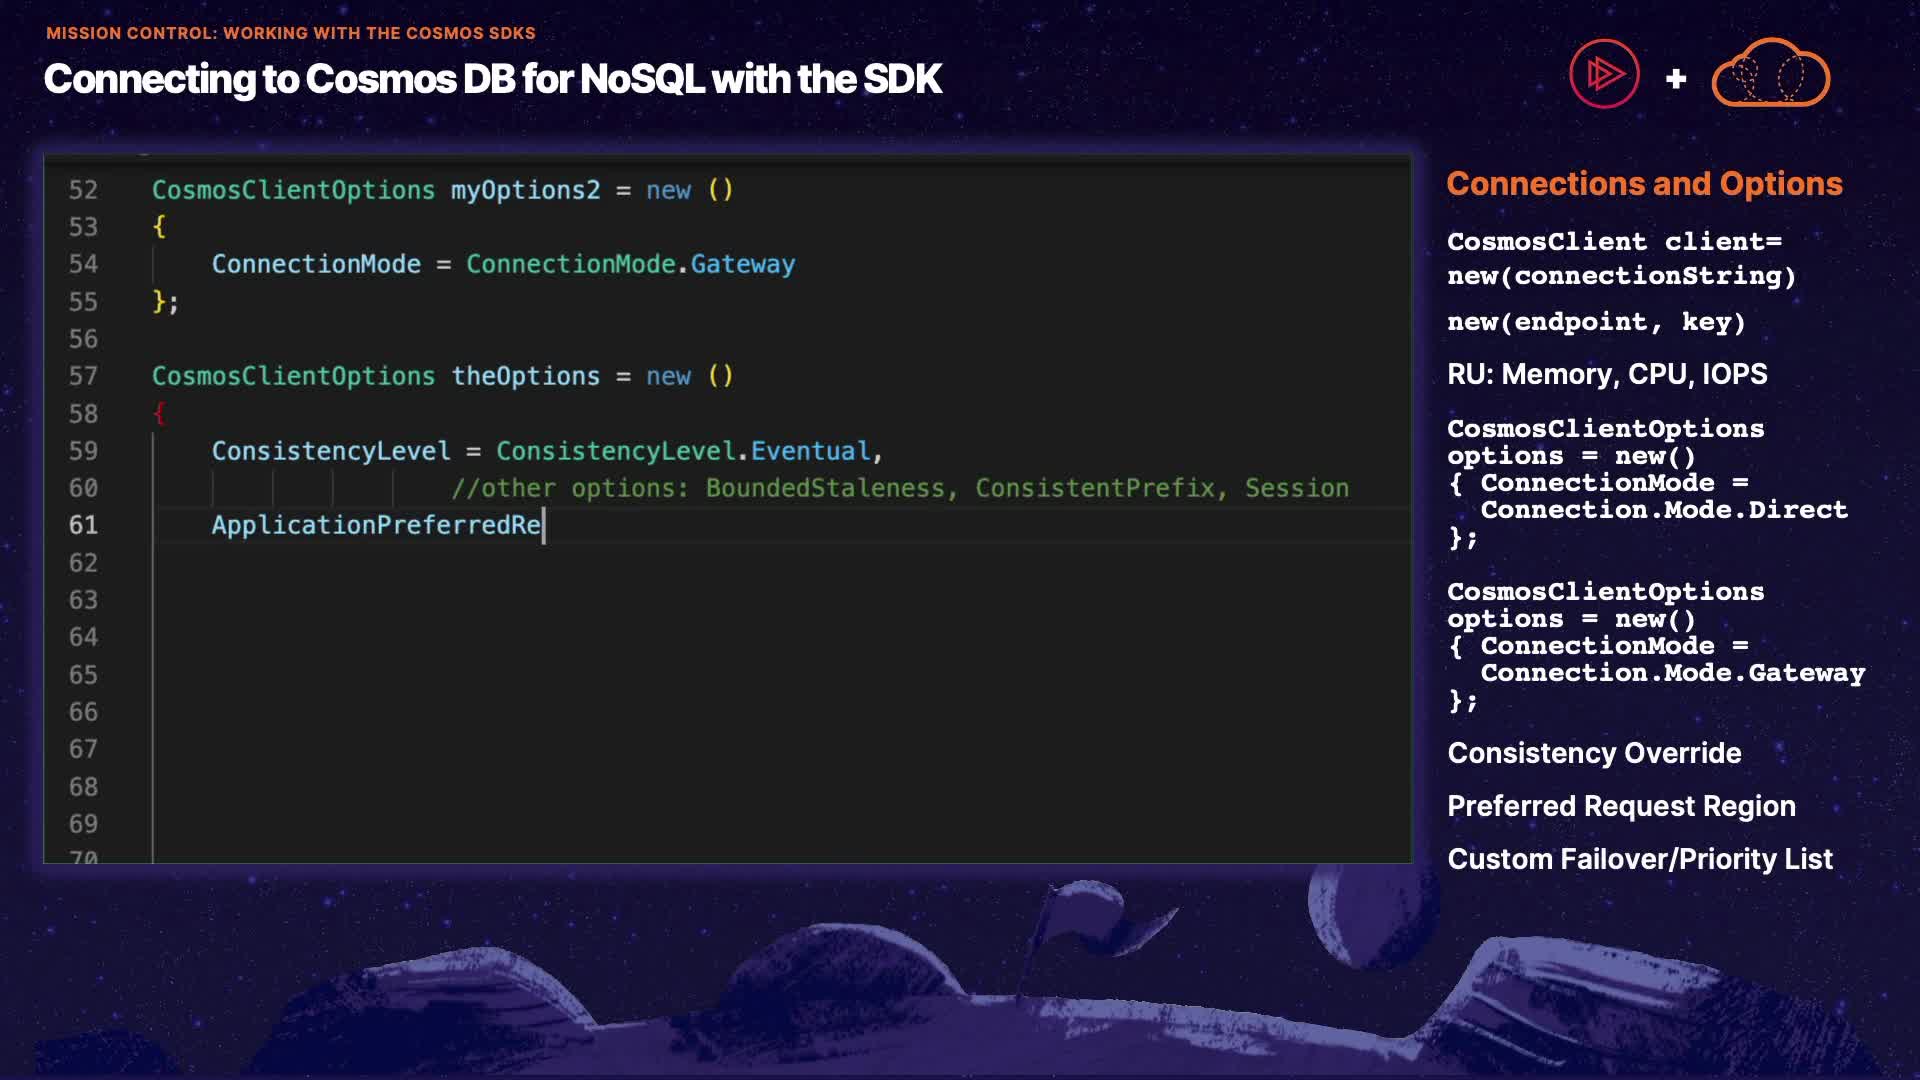 MISSION CONTROL: WORKING WITH THE COSMOS SDKS
Connecting to Cosmos DB for NoSQL with the SDK
+
52 CosmosClientOptions myOptions2 = new ()
53 {
54 ConnectionMode = ConnectionMode.Gateway
55 };
56
57 CosmosClientOptions theOptions = new ()
58 {
59 ConsistencyLevel = ConsistencyLevel.Eventual,
60 //other options: BoundedStaleness, ConsistentPrefix, Session
61 ApplicationPreferredRe
62
63
64
65
66
67
68
69
70
Connections and Options
CosmosClient client=
new(connectionString)
new(endpoint, key)
RU: Memory, CPU, IOPS
CosmosClientOptions
options = new()
{ ConnectionMode =
Connection.Mode.Direct
};
CosmosClientOptions
options = new()
{ ConnectionMode =
Connection.Mode.Gateway
};
Consistency Override
Preferred Request Region
Custom Failover/Priority List